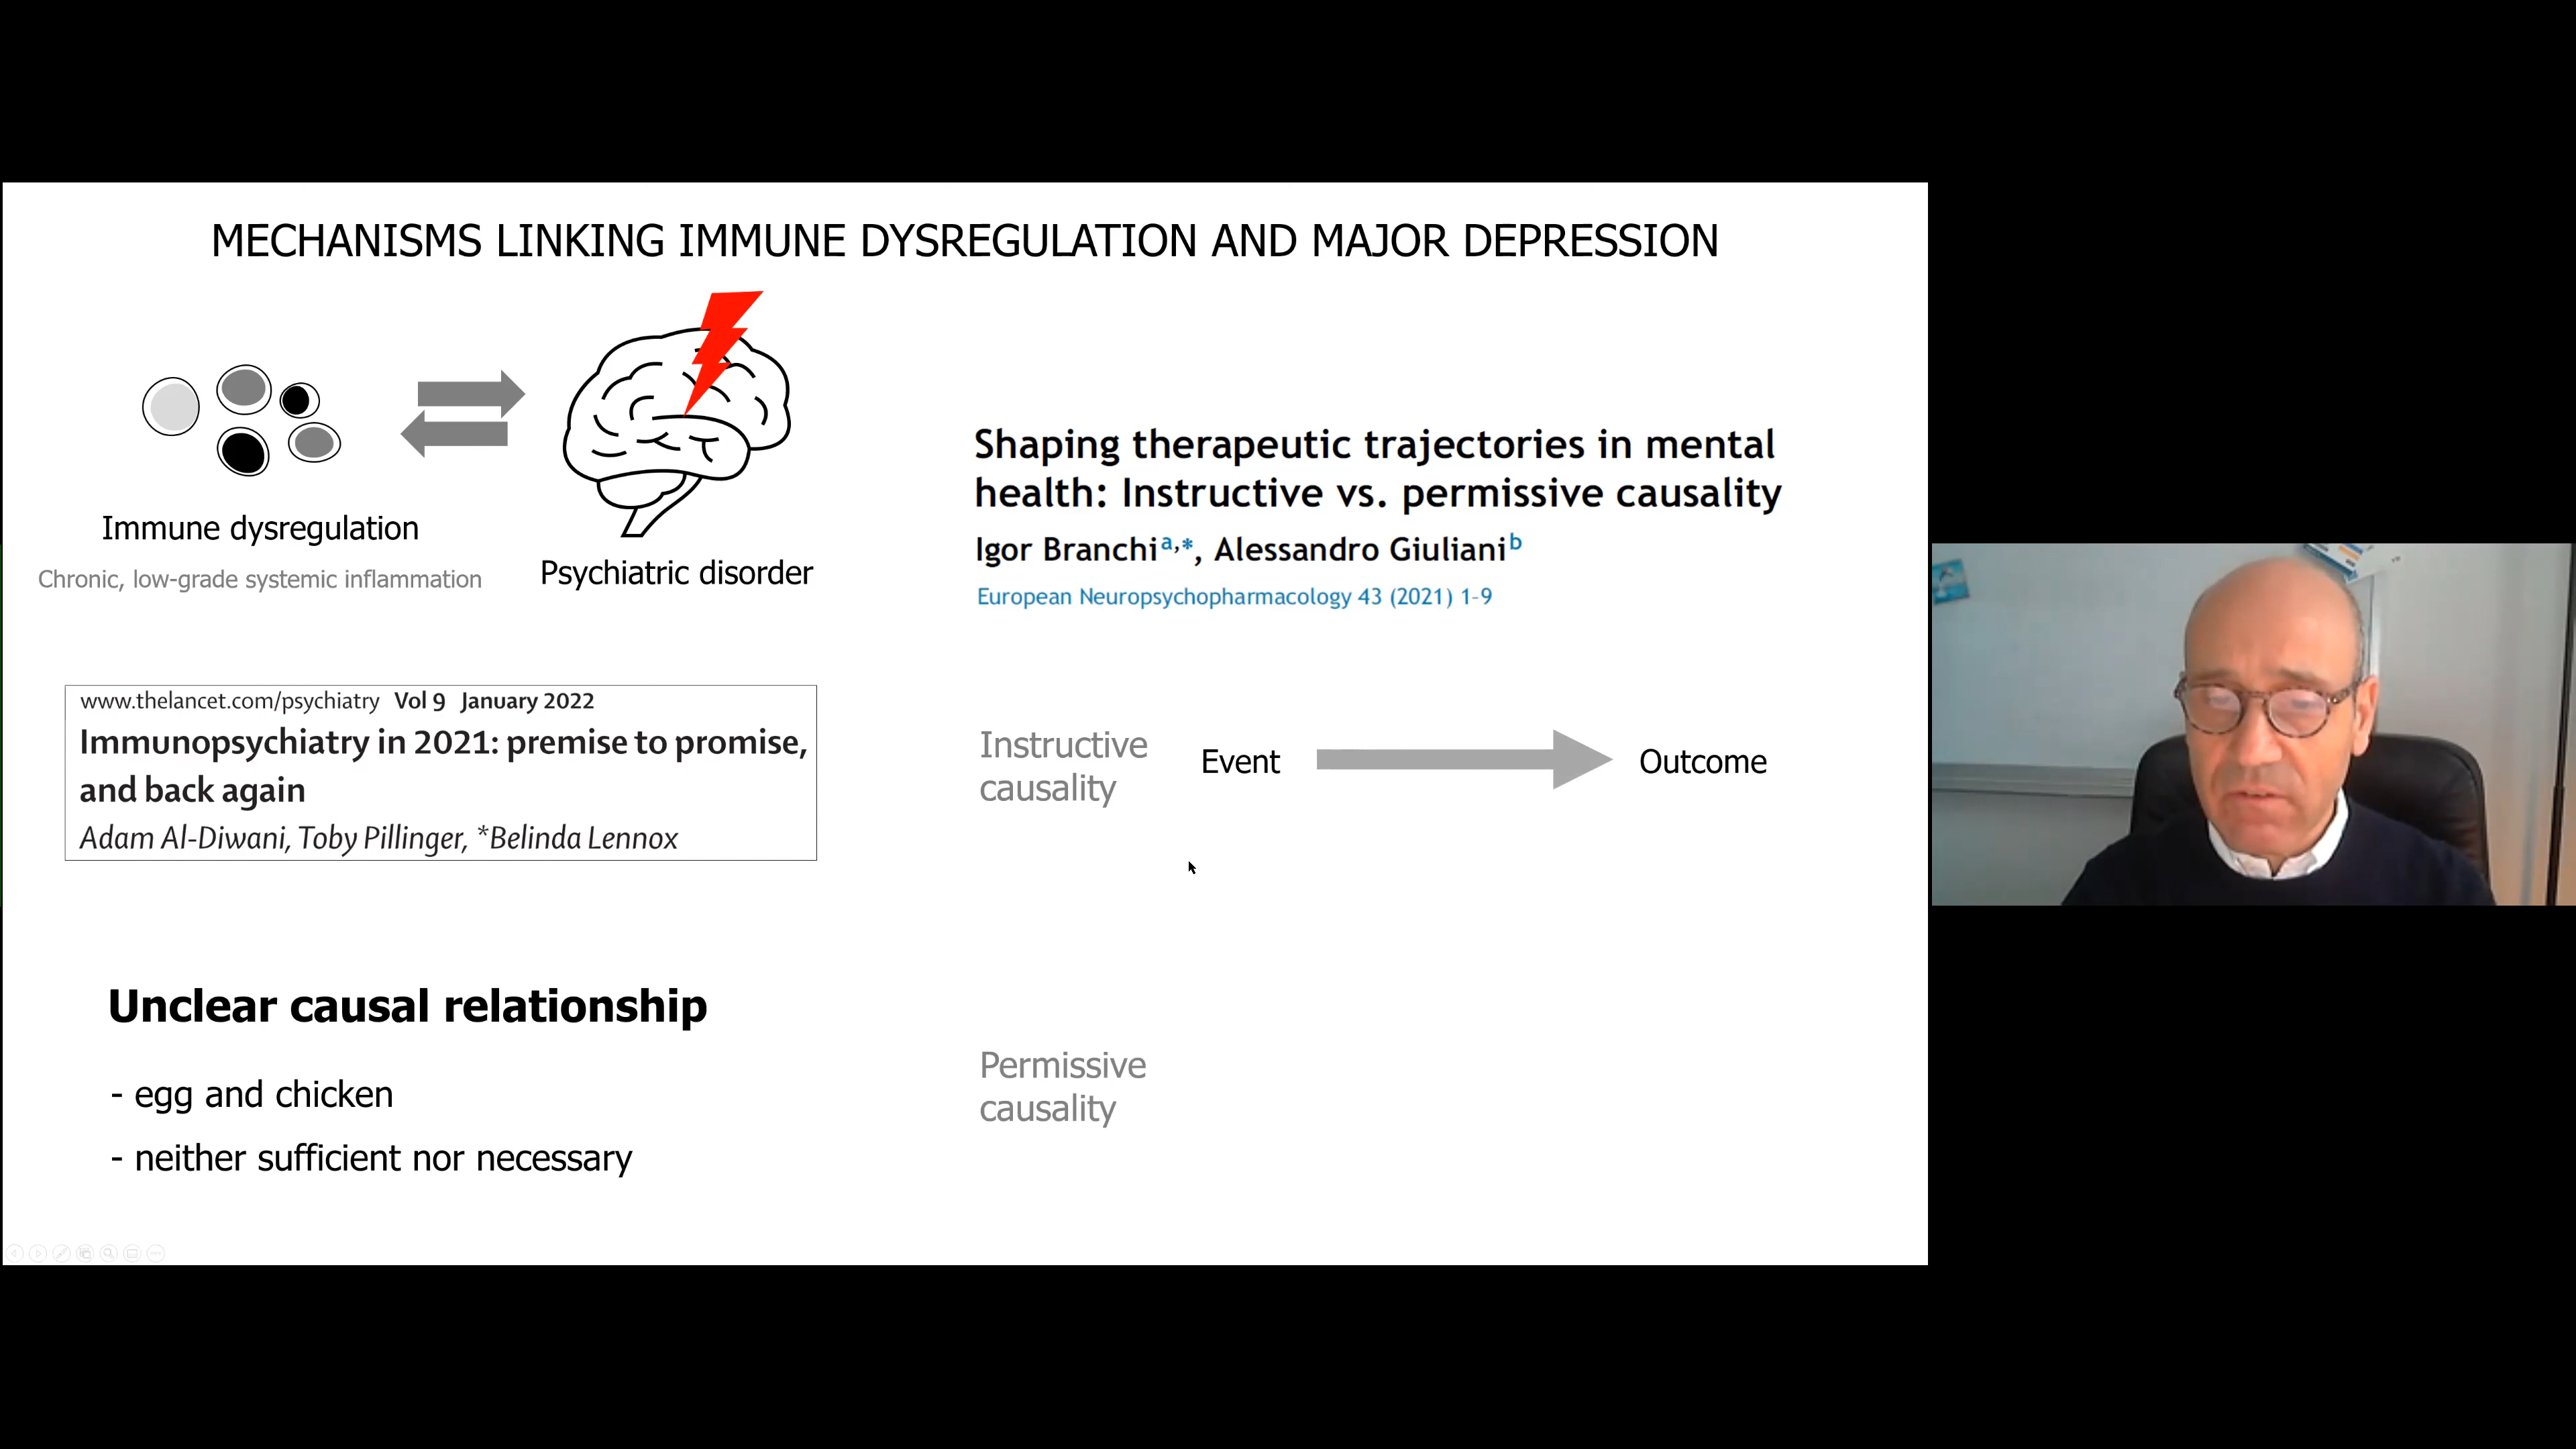 MECHANISMS LINKING IMMUNE DYSREGULATION AND MAJOR DEPRESSION
Immune dysregulation
Chronic, low-grade systemic inflammation
Psychiatric disorder
www.thelancet.com/psychiatry Vol 9 January 2022
Immunopsychiatry in 2021: premise to promise,
and back again
Adam Al-Diwani, Toby Pillinger, *Belinda Lennox
Unclear causal relationship
- egg and chicken
- neither sufficient nor necessary
Shaping therapeutic trajectories in mental
health: Instructive vs. permissive causality
Igor Branchi a,*, Alessandro Giuliani b
European Neuropsychopharmacology 43 (2021) 1–9
Instructive
causality
Event
Outcome
Permissive
causality